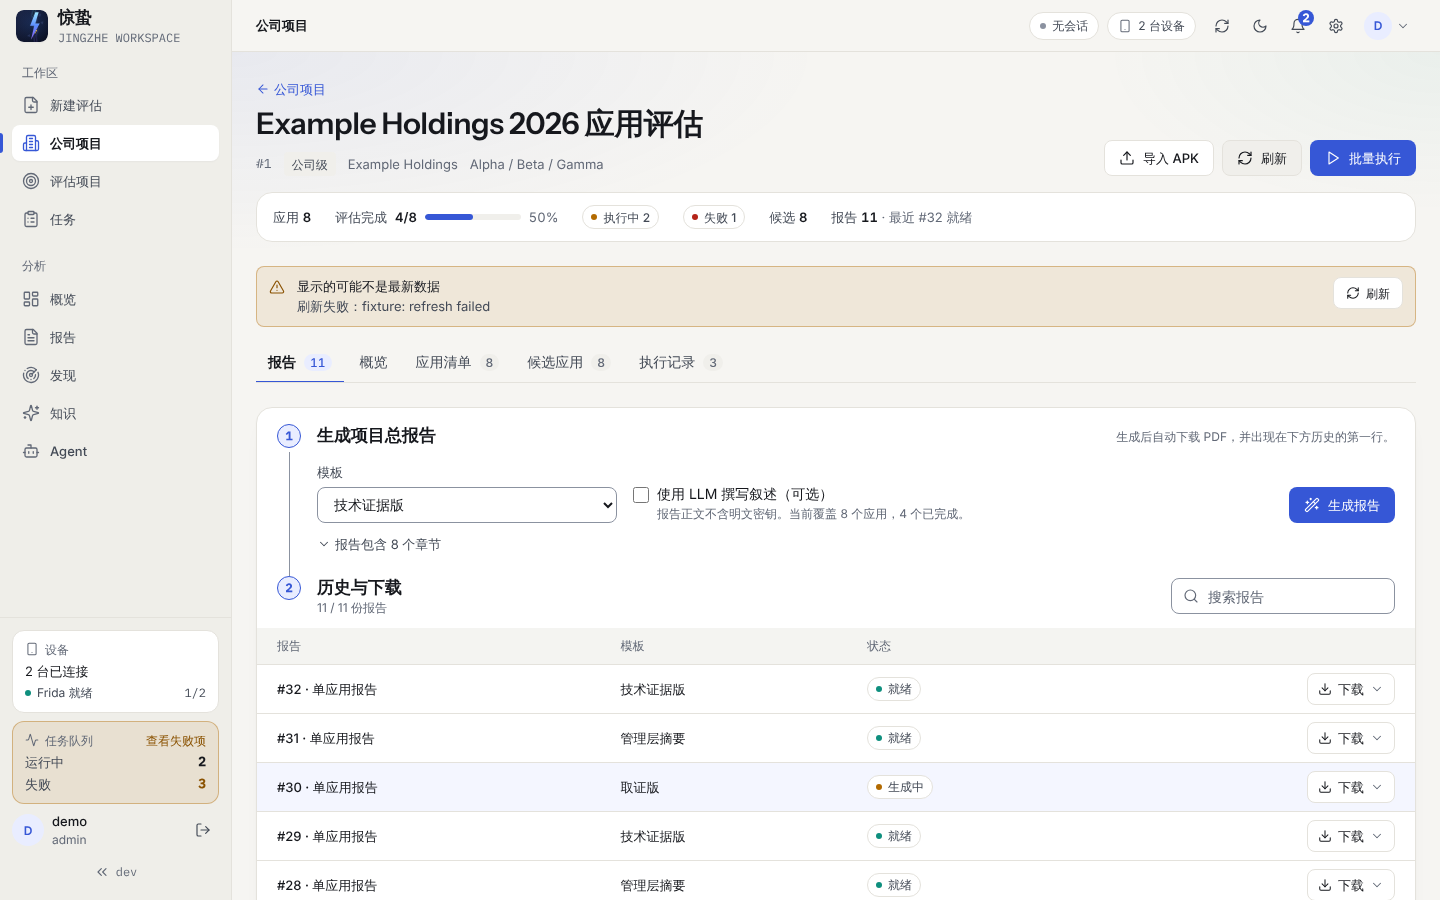 惊蛰
JINGZHE WORKSPACE
工作区
新建评估
公司项目
评估项目
任务
分析
概览
报告
发现
知识
Agent
设备
2 台已连接
Frida 就绪 1/2
任务队列 查看失败项
运行中 2
失败 3
D demo
admin
dev
公司项目
无会话 2 台设备 2 D
公司项目
Example Holdings 2026 应用评估
#1 公司级 Example Holdings Alpha / Beta / Gamma
导入 APK 刷新 批量执行
应用 8 评估完成 4/8 50% 执行中 2 失败 1 候选 8 报告 11 · 最近 #32 就绪
显示的可能不是最新数据
刷新失败：fixture: refresh failed
刷新
报告 11 概览 应用清单 8 候选应用 8 执行记录 3
1 生成项目总报告 生成后自动下载 PDF，并出现在下方历史的第一行。
模板
技术证据版 使用 LLM 撰写叙述（可选）
报告正文不含明文密钥。当前覆盖 8 个应用，4 个已完成。
生成报告
报告包含 8 个章节
2 历史与下载
11 / 11 份报告
搜索报告
报告 模板 状态
#32 · 单应用报告 技术证据版 就绪 下载
#31 · 单应用报告 管理层摘要 就绪 下载
#30 · 单应用报告 取证版 生成中 下载
#29 · 单应用报告 技术证据版 就绪 下载
#28 · 单应用报告 管理层摘要 就绪 下载